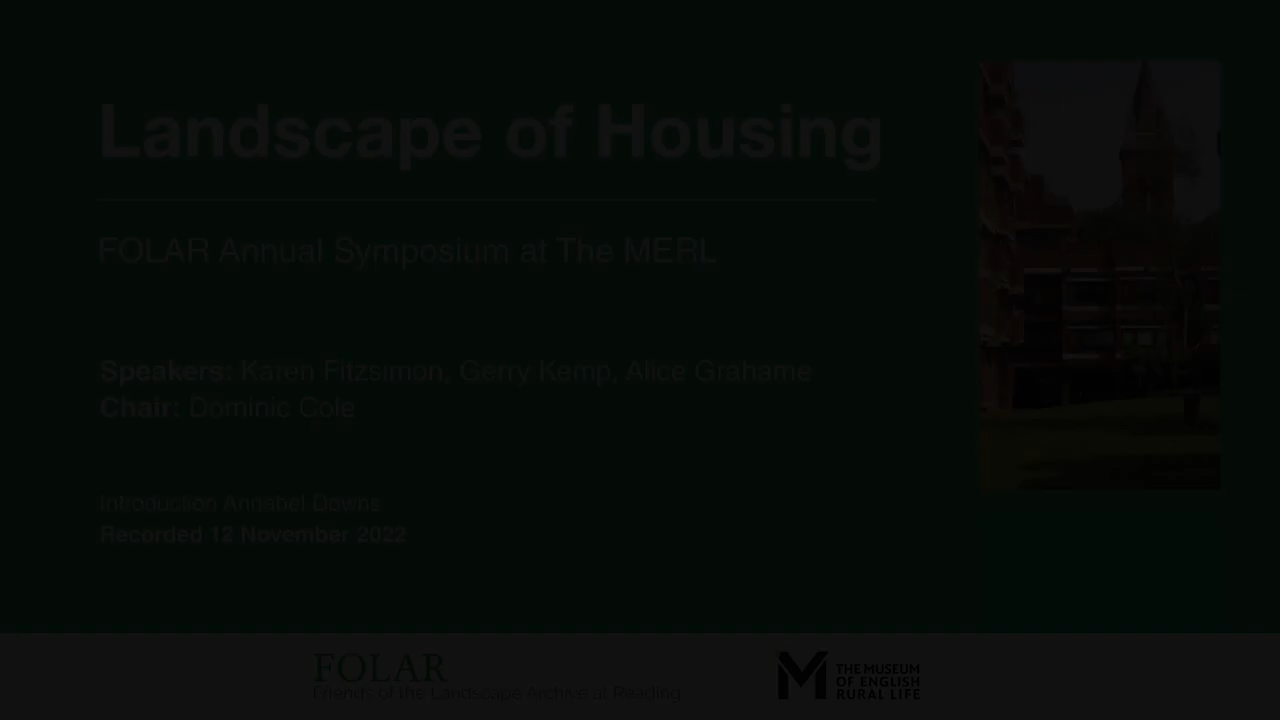 Landscape of Housing
FOLAR Annual Symposium at The MERL
Speakers: Karen Fitzsimon, Gerry Kemp, Alice Grahame
Chair: Dominic Cole
Introduction Annabel Downs
Recorded 12 November 2022
FOLAR
Friends of the Landscape Archive at Reading
THE MUSEUM
OF ENGLISH
RURAL LIFE